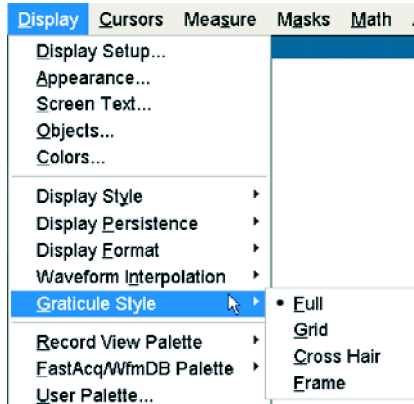 Display Cursors Measure Masks Math
Display Setup...
Appearance...
Screen Text...
Objects...
Colors...
Display Style
Display Persistence
Display Format
Waveform Interpolation
Graticule Style
• Full
Grid
Cross Hair
Frame
Record View Palette
FastAcq/WfmDB Palette
User Palette...